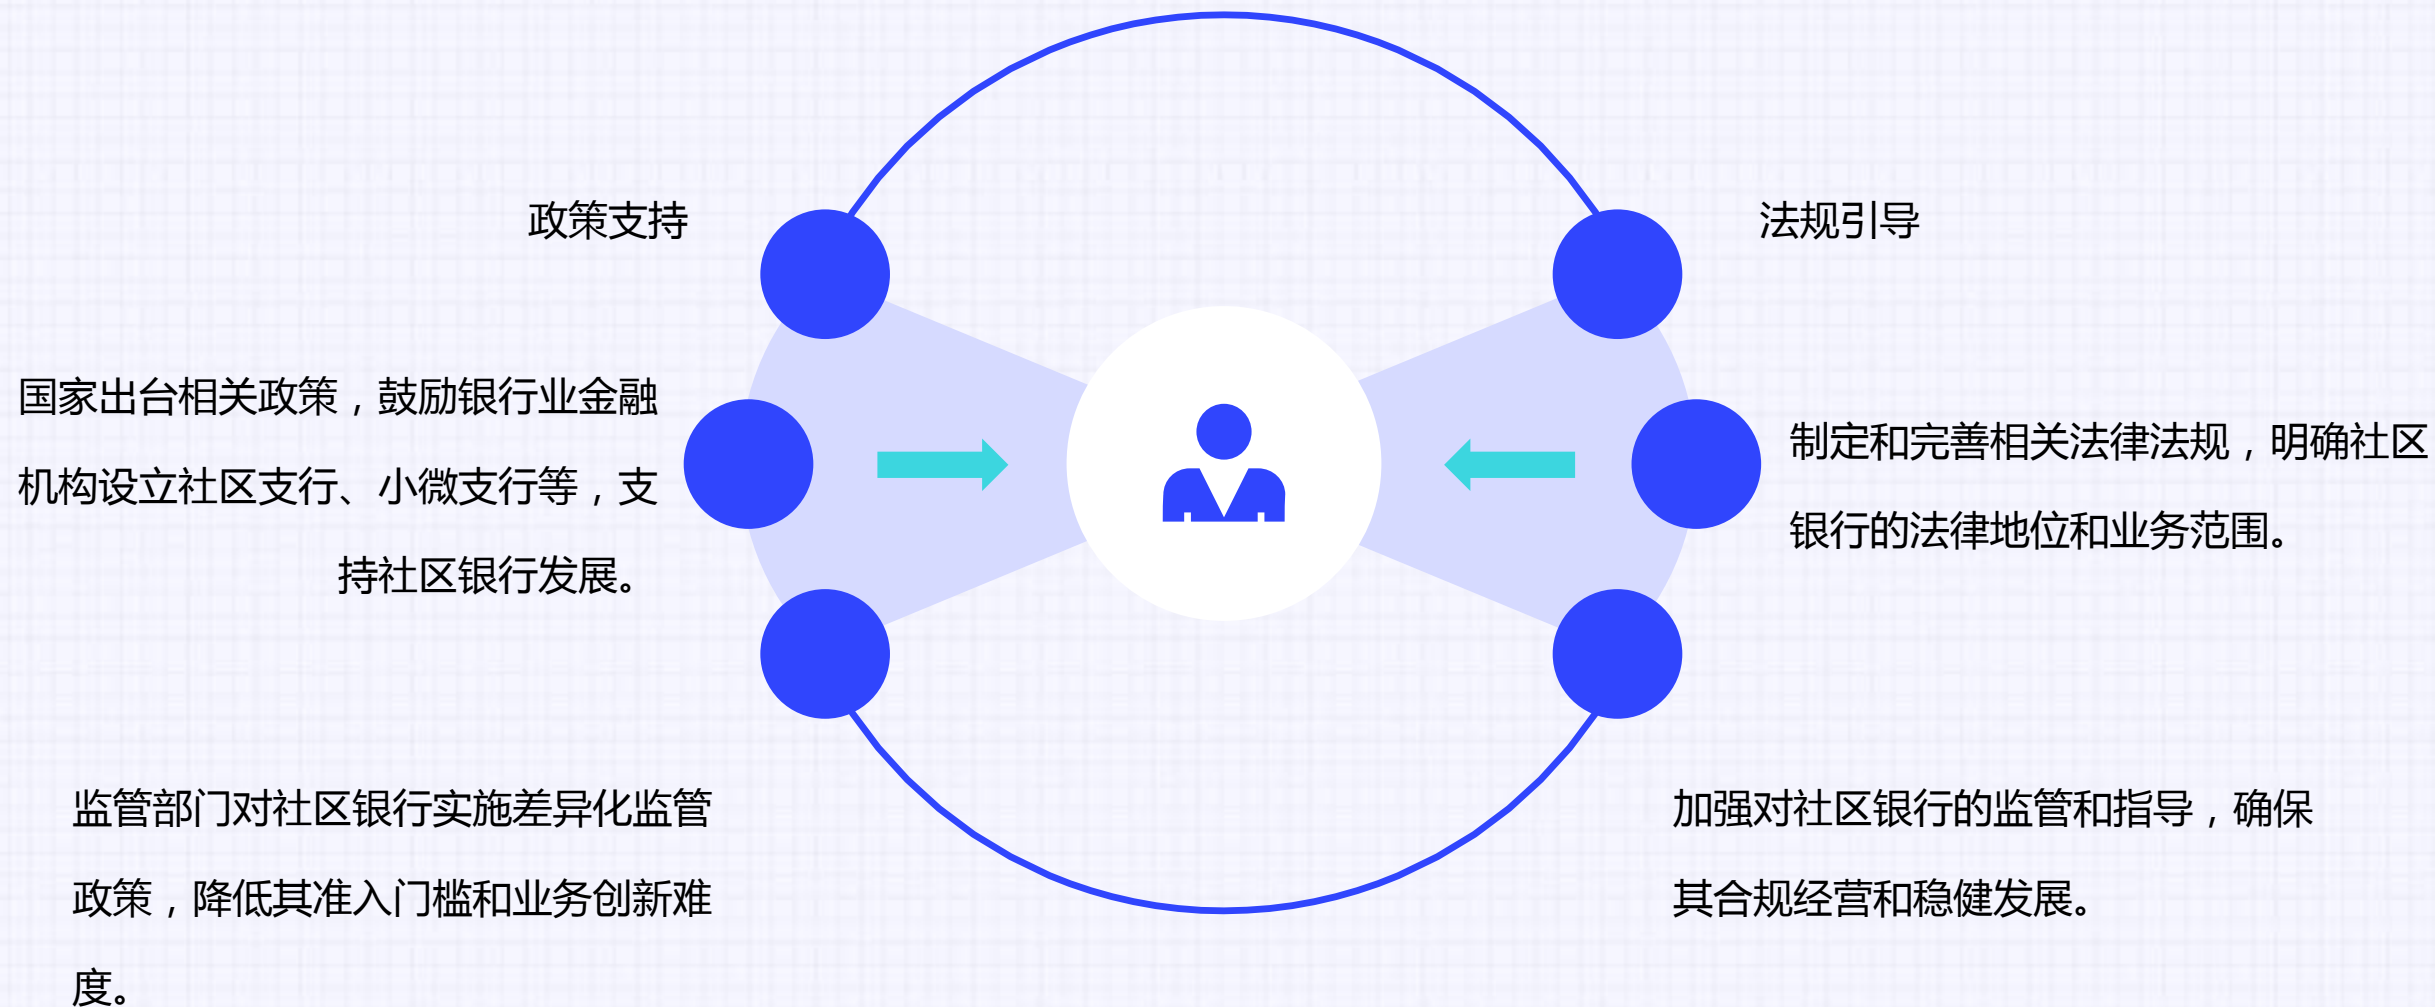 政策支持
国家出台相关政策，鼓励银行业金融
机构设立社区支行、小微支行等，支
持社区银行发展。
监管部门对社区银行实施差异化监管
政策，降低其准入门槛和业务创新难
度。
法规引导
制定和完善相关法律法规，明确社区
银行的法律地位和业务范围。
加强对社区银行的监管和指导，确保
其合规经营和稳健发展。